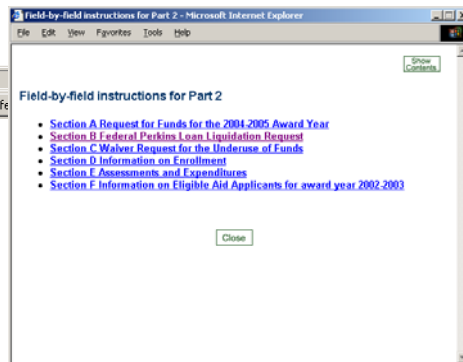 Field-by-field instructions for Part 2 - Microsoft Internet Explorer
File Edit View Favorites Tools Help
Show Contents
Field-by-field instructions for Part 2
Section A Request for Funds for the 2004-2005 Award Year
Section B Federal Perkins Loan Liquidation Request
Section C Waiver Request for the Underuse of Funds
Section D Information on Enrollment
Section E Assessments and Expenditures
Section F Information on Eligible Aid Applicants for award year 2002-2003
Close